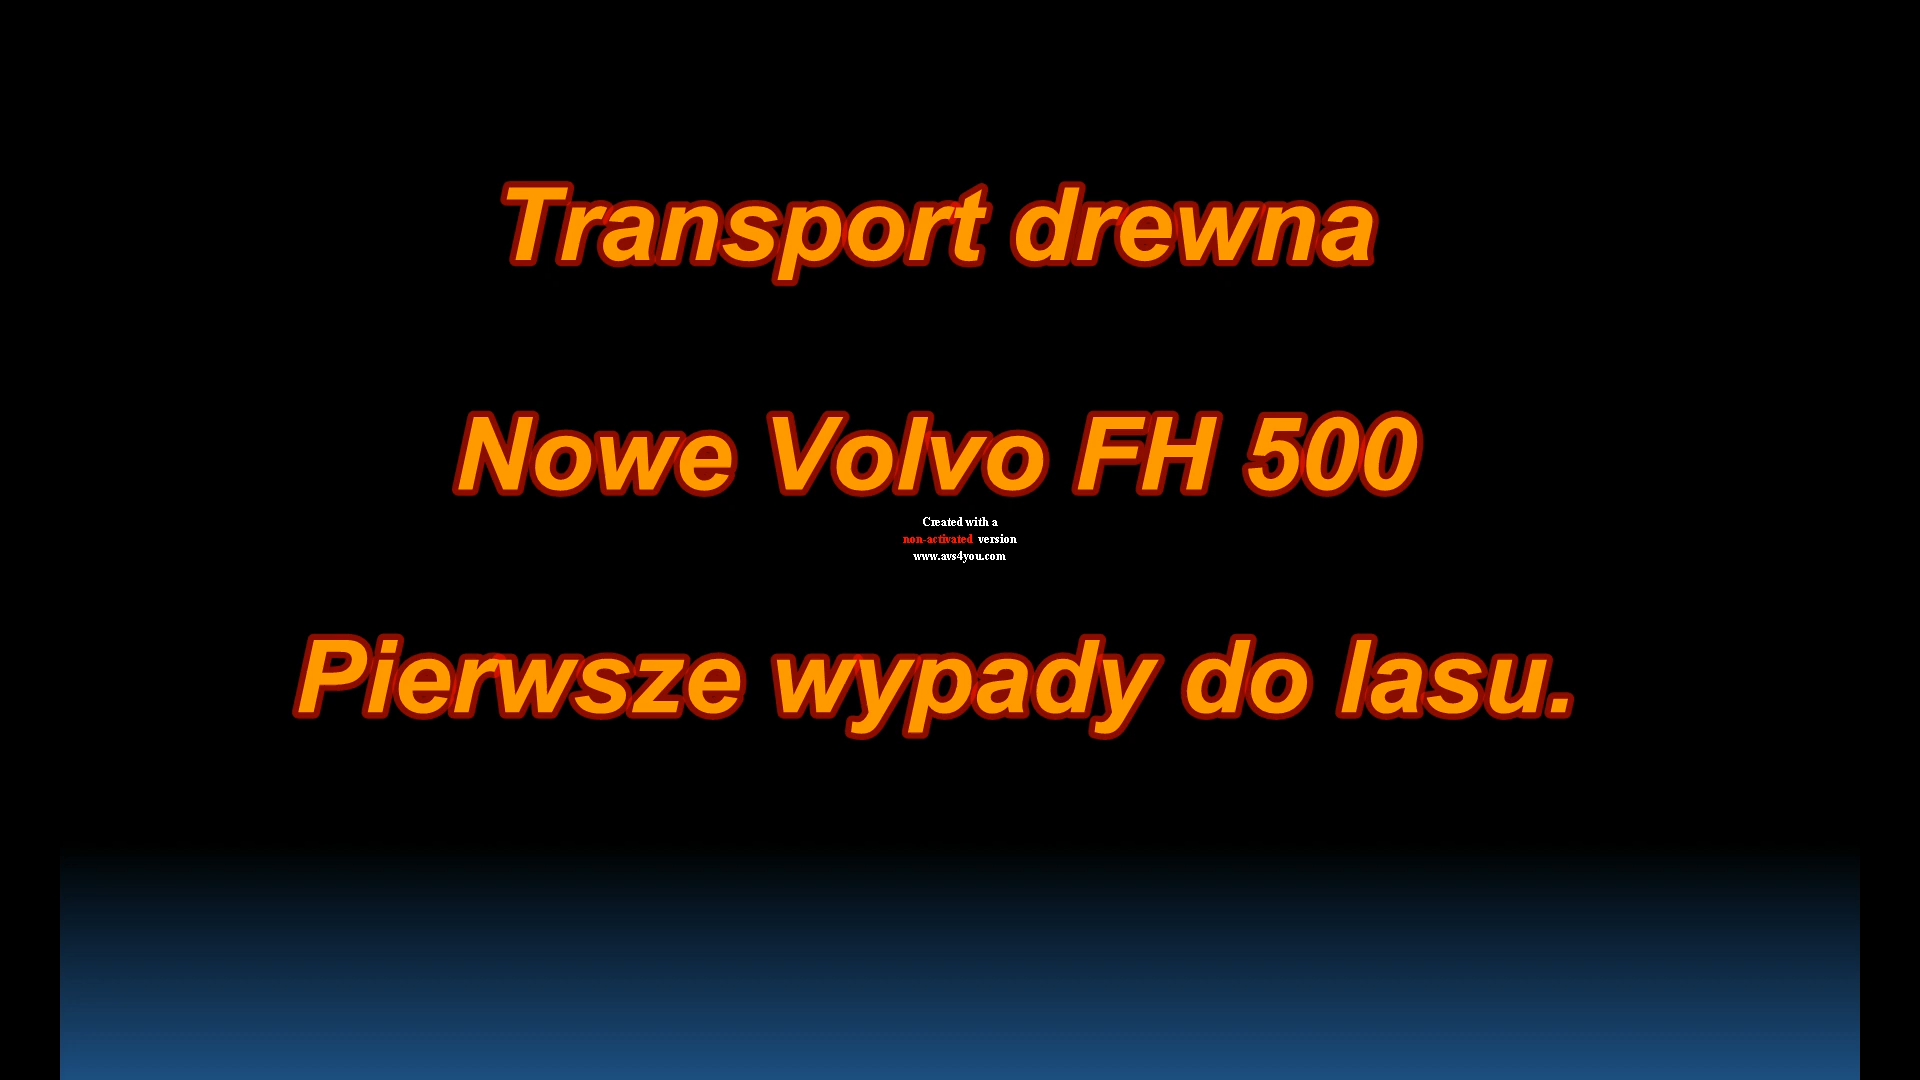 Transport drewna
Nowe Volvo FH 500
Created with a
non-activated version
www.avs4you.com
Pierwsze wypady do lasu.